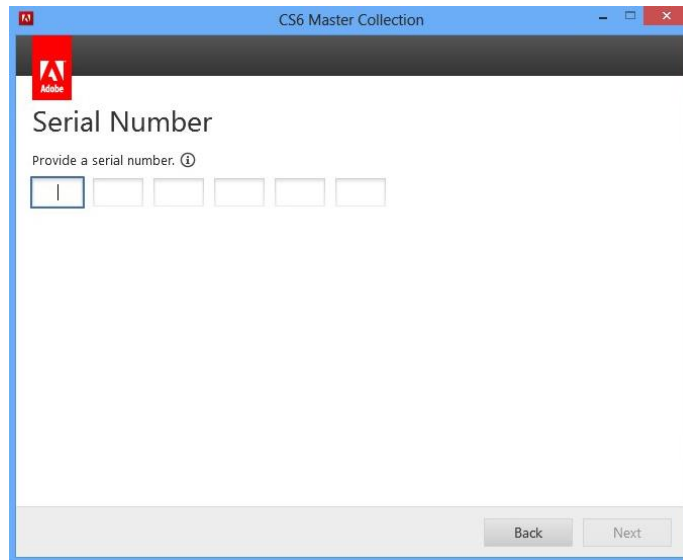 CS6 Master Collection
Adobe
Serial Number
Provide a serial number.
Back Next